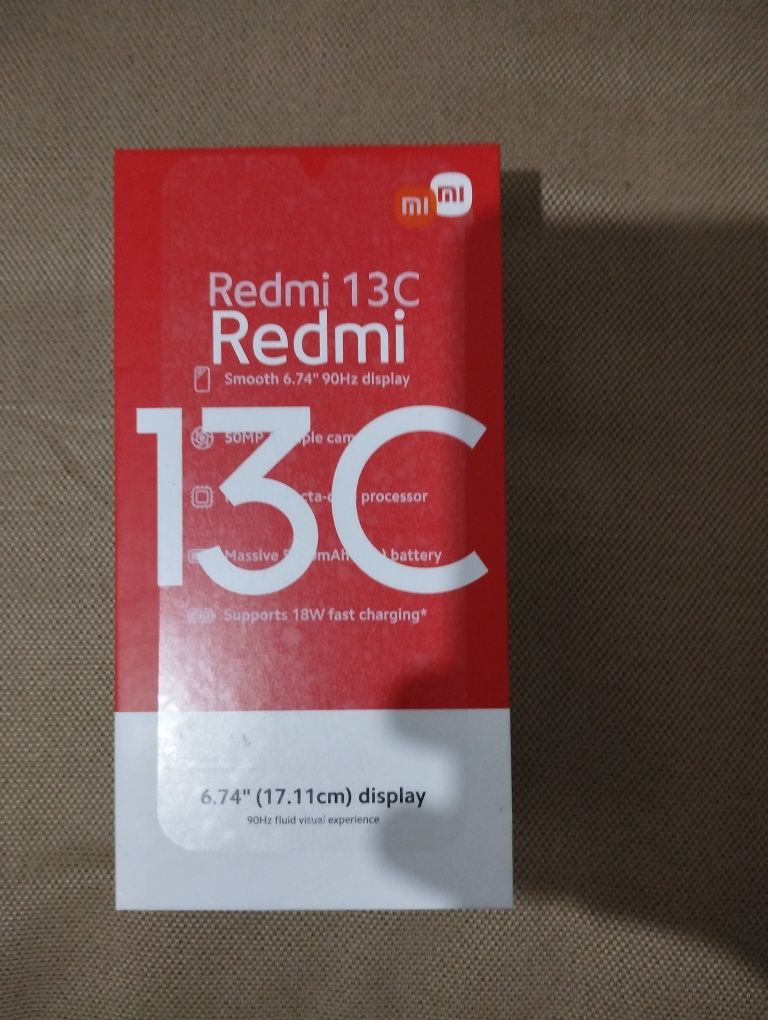 mi mi
Redmi 13C
Redmi
Smooth 6.74" 90Hz display
13C
50MP
processor
Massive battery
Supports 18W fast charging*
6.74" (17.11cm) display
90Hz fluid visual experience